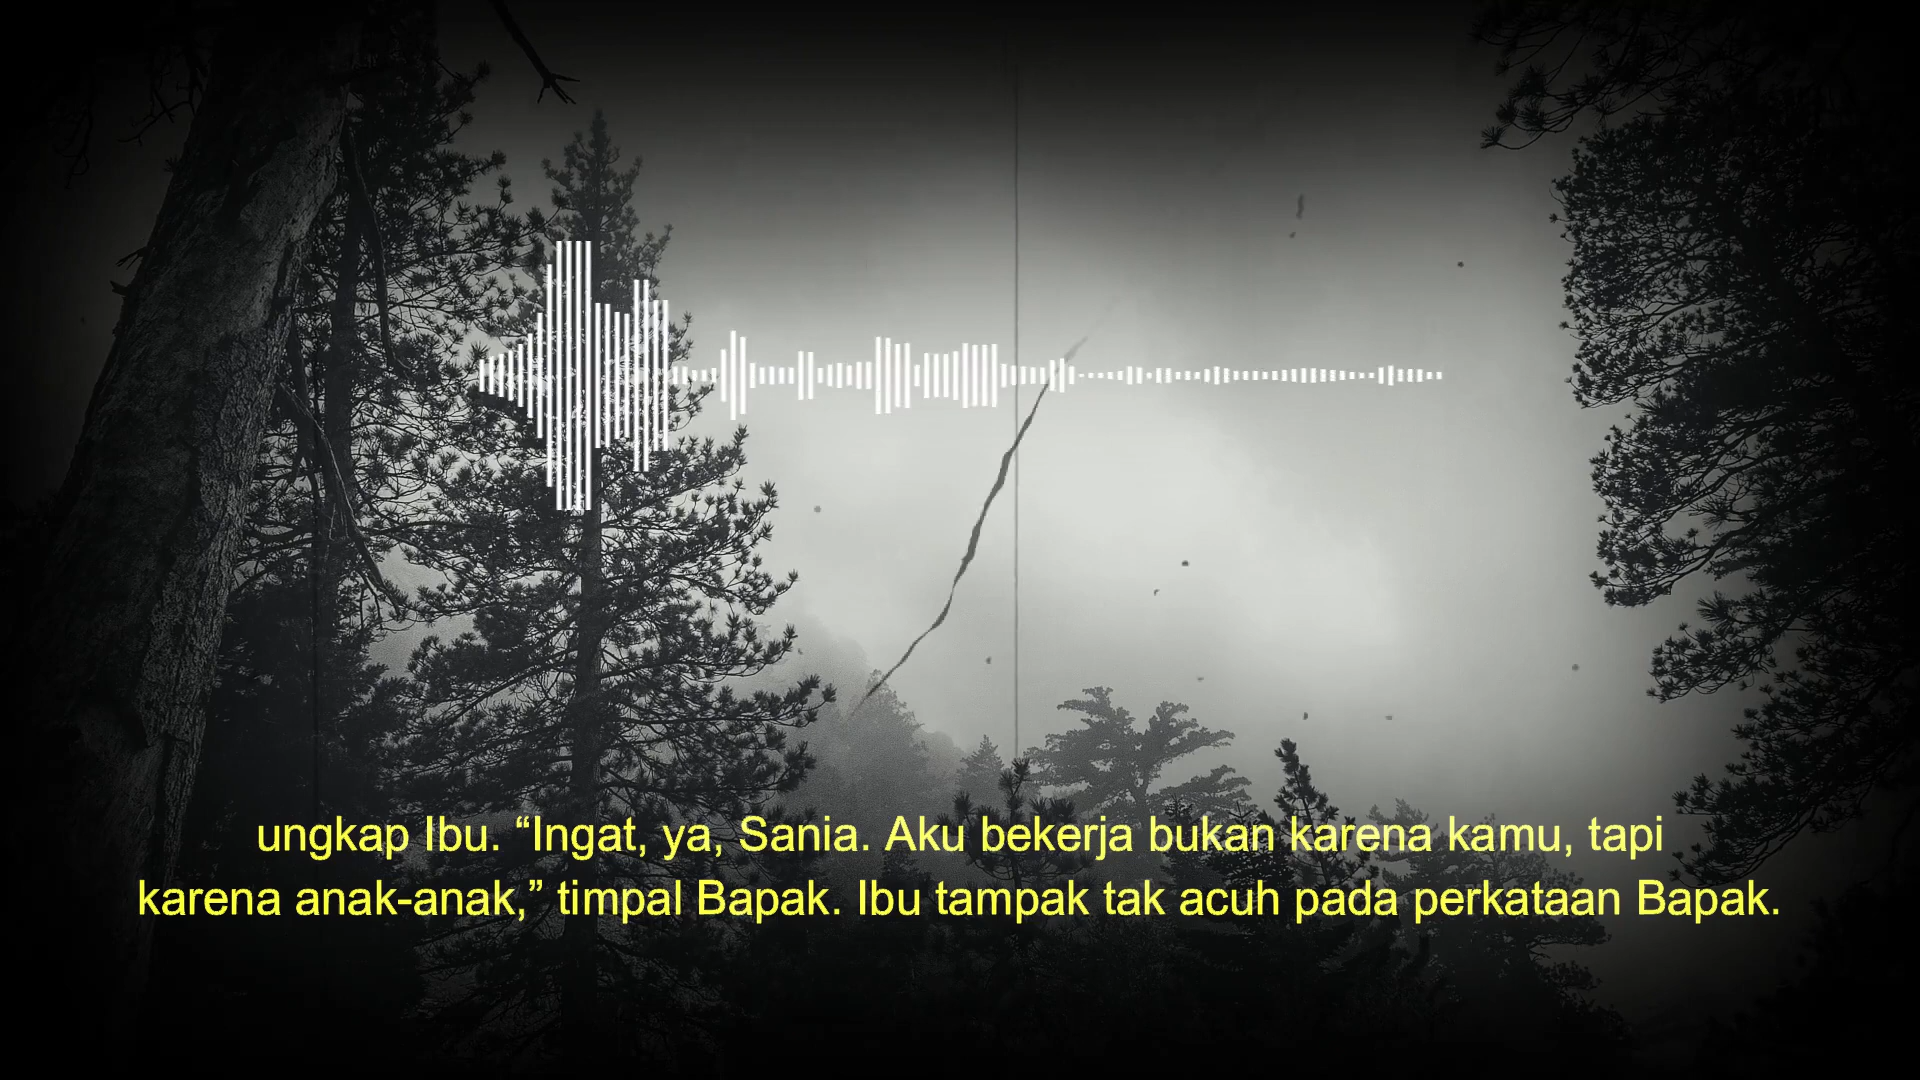 ungkap Ibu. “Ingat, ya, Sania. Aku bekerja bukan karena kamu, tapi
karena anak-anak,” timpal Bapak. Ibu tampak tak acuh pada perkataan Bapak.